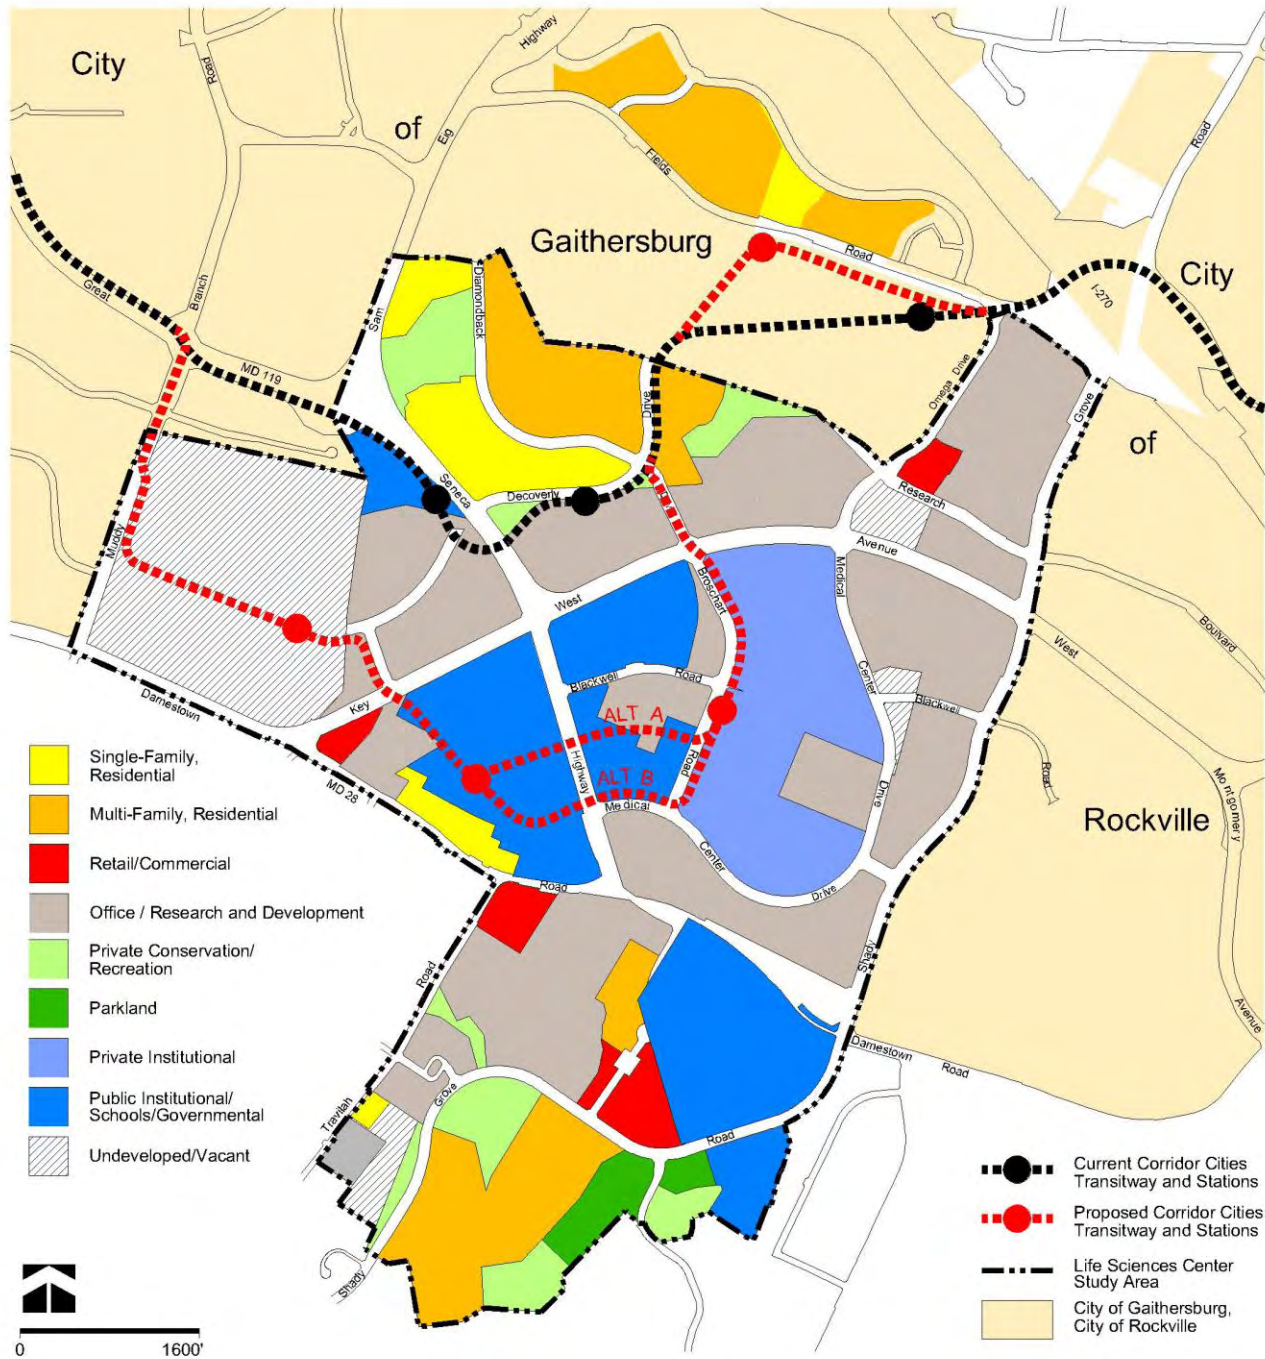 City
of
Gaithersburg
City
of
Rockville
Road
Highway
Eig
Fields
Road
Road
I-270
Great
Branch
Sam
Diamondback
MD 119
Drive
Omega Drive
Grove
Seneca
Decoverly
Research
Muddy
Avenue
Medical
Broschart
West
Boulvard
West
Blackwell
Road
Center
Blackwell
Key
Darnestown
ALT A
ALT B
Highway
Road
Medical
Drive
Road
Montgomery
MD 28
Center
Drive
Road
Shady
Road
Avenue
Darnestown
Road
Grove
Travilah
Road
Shady
Single-Family,
Residential
Multi-Family, Residential
Retail/Commercial
Office / Research and Development
Private Conservation/
Recreation
Parkland
Private Institutional
Public Institutional/
Schools/Governmental
Undeveloped/Vacant
Current Corridor Cities
Transitway and Stations
Proposed Corridor Cities
Transitway and Stations
Life Sciences Center
Study Area
City of Gaithersburg,
City of Rockville
0
1600'